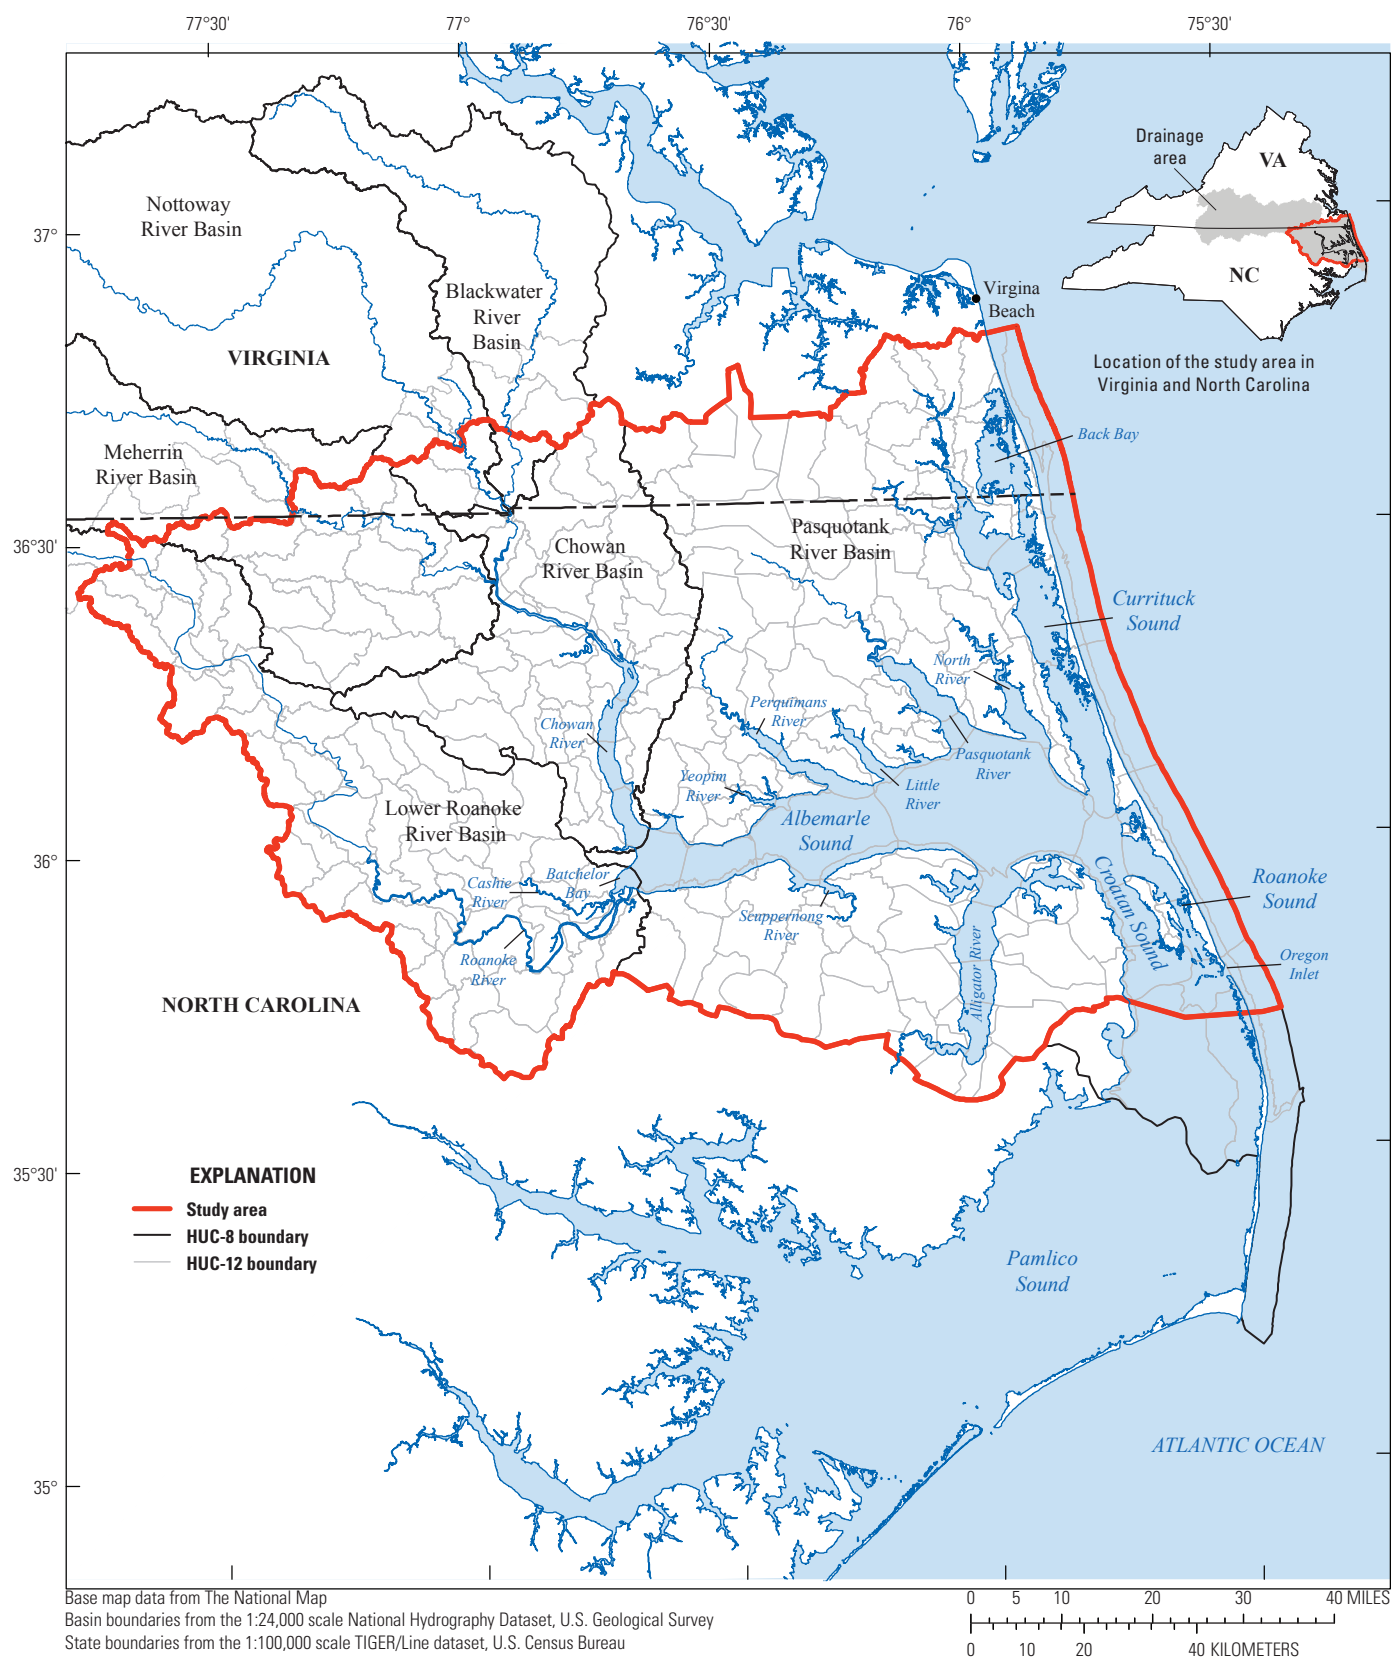 77°30'
77°
76°30'
76°
75°30'
37°
36°30'
36°
35°30'
35°
Drainage
area
VA
NC
Location of the study area in
Virginia and North Carolina
Nottoway
River Basin
Blackwater
River
Basin
VIRGINIA
Meherrin
River Basin
Virgina
Beach
Back Bay
Chowan
River Basin
Pasquotank
River Basin
Currituck
Sound
North
River
Perquimans
River
Chowan
River
Pasquotank
River
Yeopim
River
Little
River
Lower Roanoke
River Basin
Albemarle
Sound
Batchelor
Bay
Cashie
River
Croatan Sound
Roanoke
Sound
Scuppernong
River
Roanoke
River
Alligator River
Oregon
Inlet
NORTH CAROLINA
EXPLANATION
Study area
HUC-8 boundary
HUC-12 boundary
Pamlico
Sound
ATLANTIC OCEAN
Base map data from The National Map
Basin boundaries from the 1:24,000 scale National Hydrography Dataset, U.S. Geological Survey
State boundaries from the 1:100,000 scale TIGER/Line dataset, U.S. Census Bureau
0 5 10 20 30 40 MILES
0 10 20 40 KILOMETERS